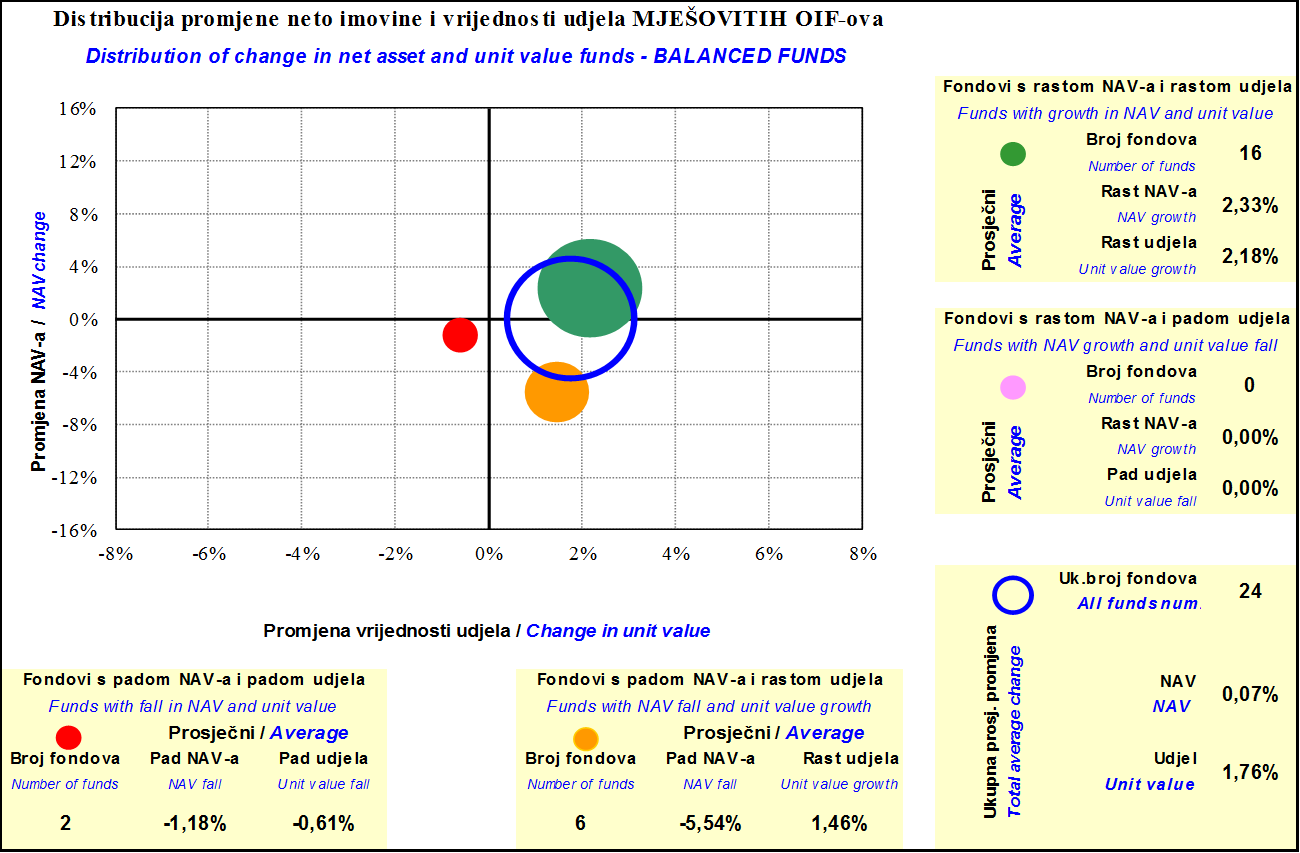 Distribucija promjene neto imovine i vrijednosti udjela MJEŠOVITIH OIF-ova
Distribution of change in net asset and unit value funds - BALANCED FUNDS
16%
12%
8%
4%
0%
-4%
-8%
-12%
-16%
-8%
-6%
-4%
-2%
0%
2%
4%
6%
8%
Promjena NAV-a / NAV change
Promjena vrijednosti udjela / Change in unit value
Fondovi s rastom NAV-a i rastom udjela
Funds with growth in NAV and unit value
Prosječni
Average
Broj fondova
Number of funds
16
Rast NAV-a
NAV growth
2,33%
Rast udjela
Unit value growth
2,18%
Fondovi s rastom NAV-a i padom udjela
Funds with NAV growth and unit value fall
Prosječni
Average
Broj fondova
Number of funds
0
Rast NAV-a
NAV growth
0,00%
Pad udjela
Unit value fall
0,00%
Ukupna prosj. promjena
Total average change
Uk.broj fondova
All funds num.
24
NAV
NAV
0,07%
Udjel
Unit value
1,76%
Fondovi s padom NAV-a i padom udjela
Funds with fall in NAV and unit value
Prosječni / Average
Broj fondova Pad NAV-a Pad udjela
Number of funds NAV fall Unit value fall
2 -1,18% -0,61%
Fondovi s padom NAV-a i rastom udjela
Funds with NAV fall and unit value growth
Prosječni / Average
Broj fondova Pad NAV-a Rast udjela
Number of funds NAV fall Unit value growth
6 -5,54% 1,46%